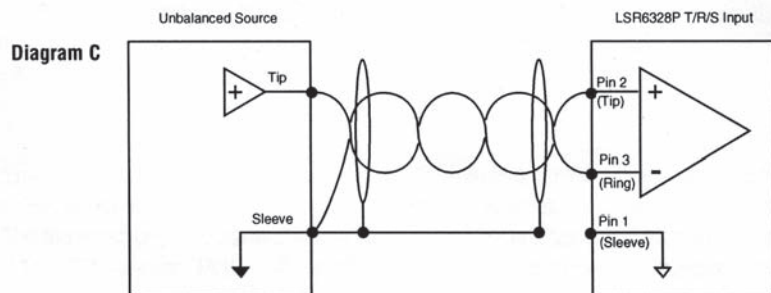 Unbalanced Source
LSR6328P T/R/S Input
Diagram C
Tip
+
Pin 2
(Tip)
+
Pin 3
(Ring)
-
Sleeve
Pin 1
(Sleeve)